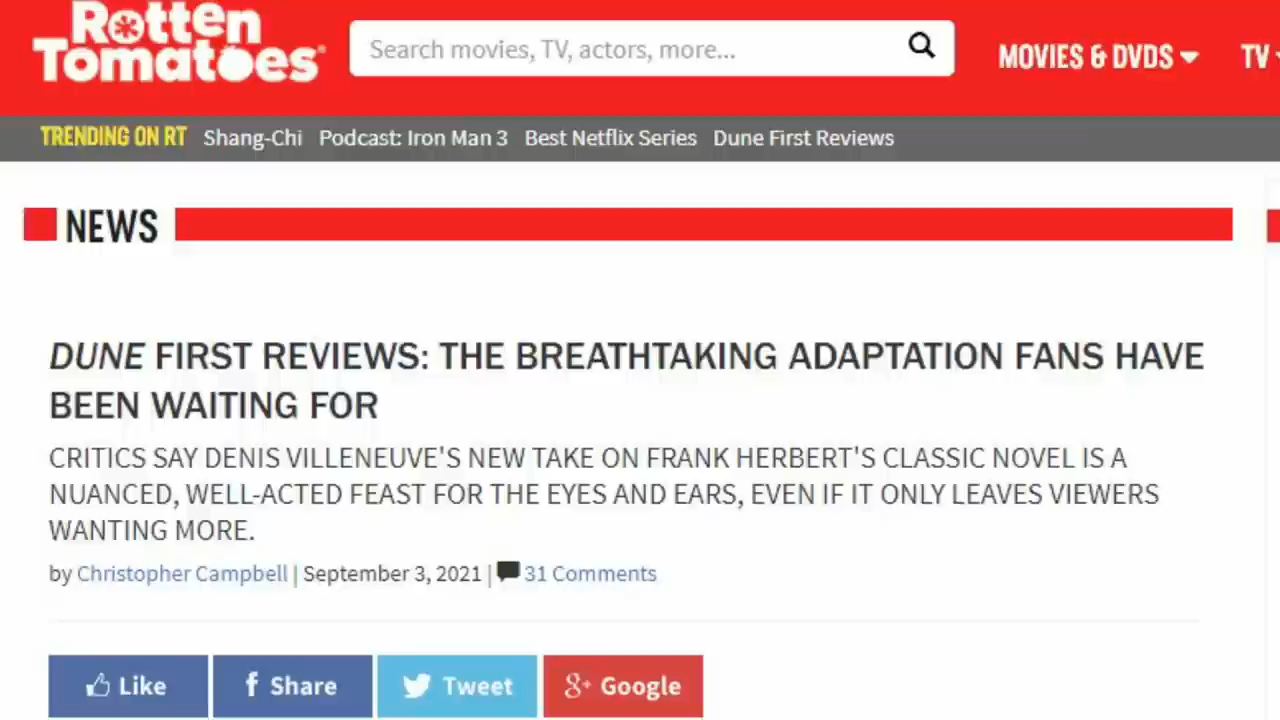 Rotten
Tomatoes
Search movies, TV, actors, more...
MOVIES & DVDS
TV
TRENDING ON RT Shang-Chi Podcast: Iron Man 3 Best Netflix Series Dune First Reviews
NEWS
DUNE FIRST REVIEWS: THE BREATHTAKING ADAPTATION FANS HAVE
BEEN WAITING FOR
CRITICS SAY DENIS VILLENEUVE'S NEW TAKE ON FRANK HERBERT'S CLASSIC NOVEL IS A
NUANCED, WELL-ACTED FEAST FOR THE EYES AND EARS, EVEN IF IT ONLY LEAVES VIEWERS
WANTING MORE.
by Christopher Campbell | September 3, 2021 | 31 Comments
Like Share Tweet Google